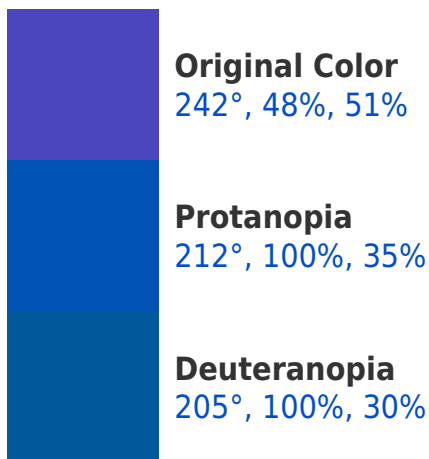 Original Color
242°, 48%, 51%
Protanopia
212°, 100%, 35%
Deuteranopia
205°, 100%, 30%